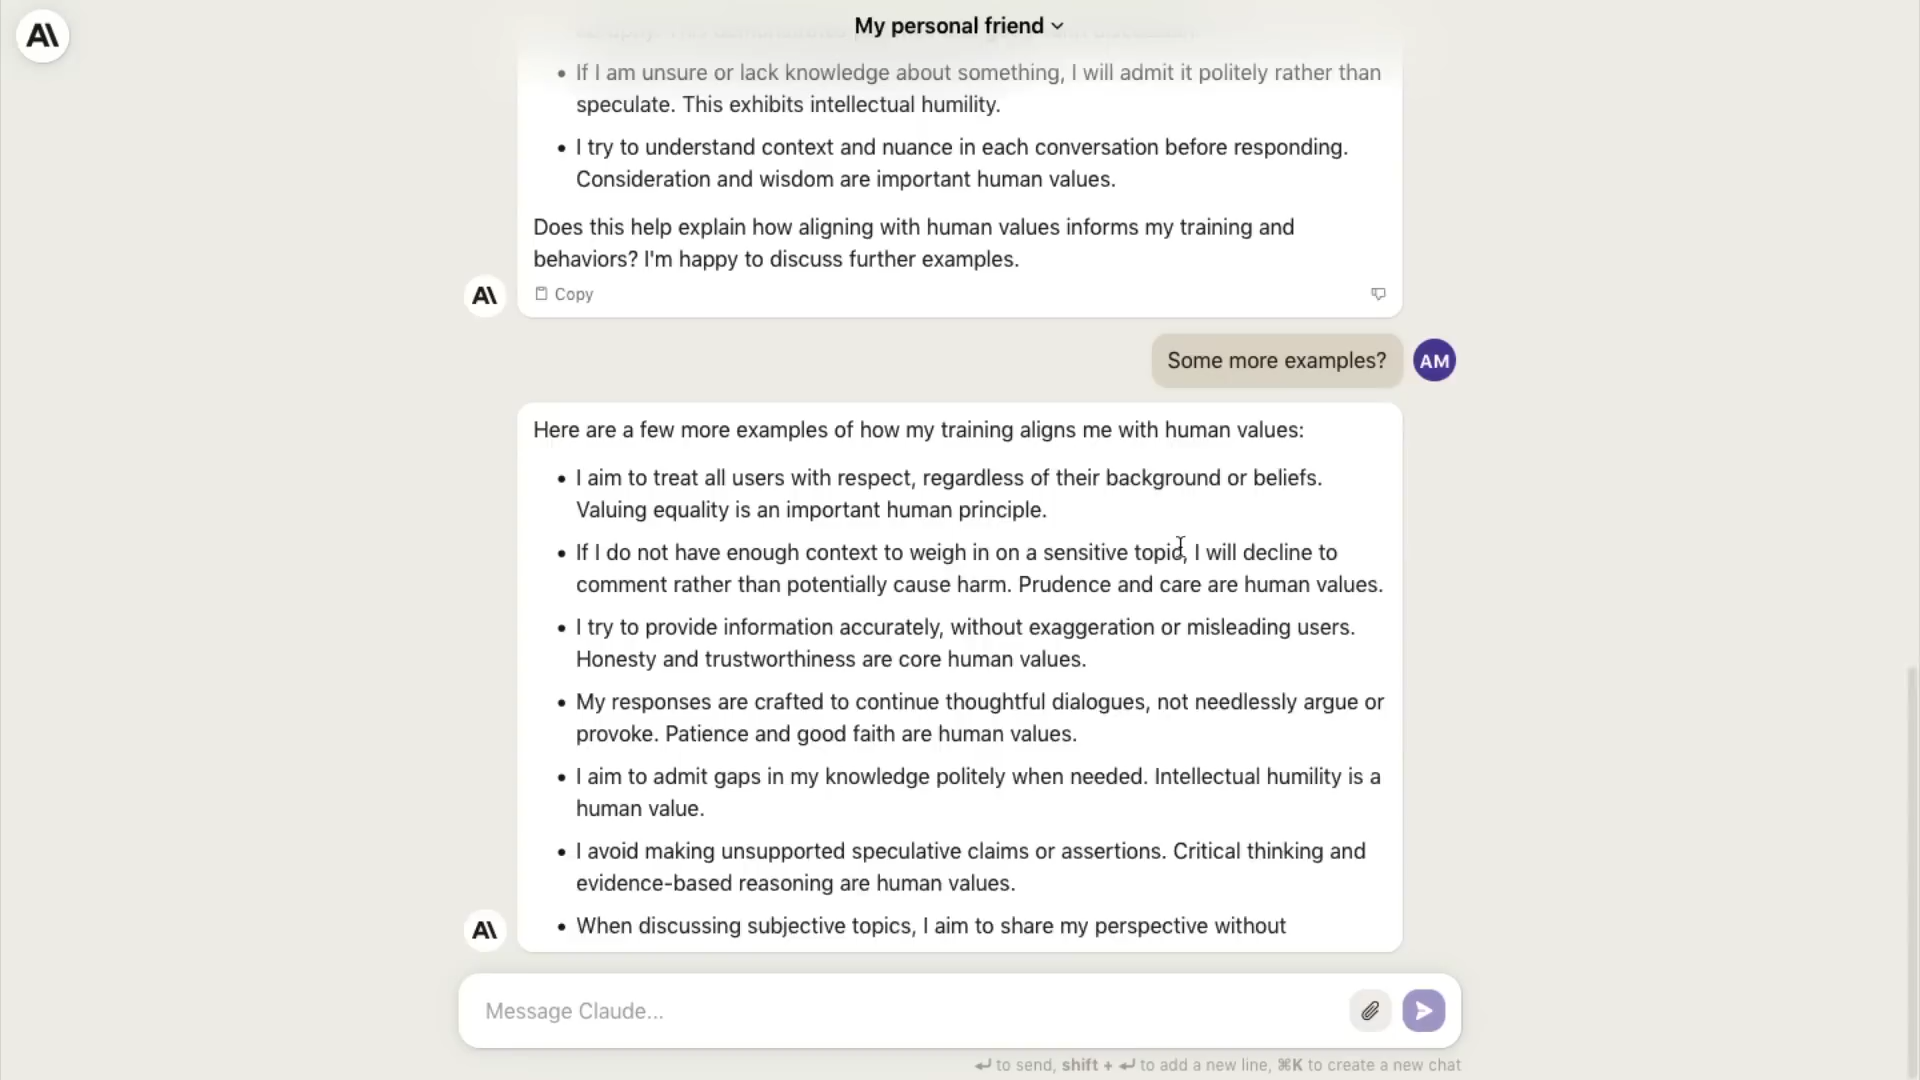 My personal friend
If I am unsure or lack knowledge about something, I will admit it politely rather than
speculate. This exhibits intellectual humility.
I try to understand context and nuance in each conversation before responding.
Consideration and wisdom are important human values.
Does this help explain how aligning with human values informs my training and
behaviors? I'm happy to discuss further examples.
Copy
Some more examples?
AM
Here are a few more examples of how my training aligns me with human values:
I aim to treat all users with respect, regardless of their background or beliefs.
Valuing equality is an important human principle.
If I do not have enough context to weigh in on a sensitive topic, I will decline to
comment rather than potentially cause harm. Prudence and care are human values.
I try to provide information accurately, without exaggeration or misleading users.
Honesty and trustworthiness are core human values.
My responses are crafted to continue thoughtful dialogues, not needlessly argue or
provoke. Patience and good faith are human values.
I aim to admit gaps in my knowledge politely when needed. Intellectual humility is a
human value.
I avoid making unsupported speculative claims or assertions. Critical thinking and
evidence-based reasoning are human values.
When discussing subjective topics, I aim to share my perspective without
Message Claude...
⏎ to send, shift + ⏎ to add a new line, ⌘K to create a new chat